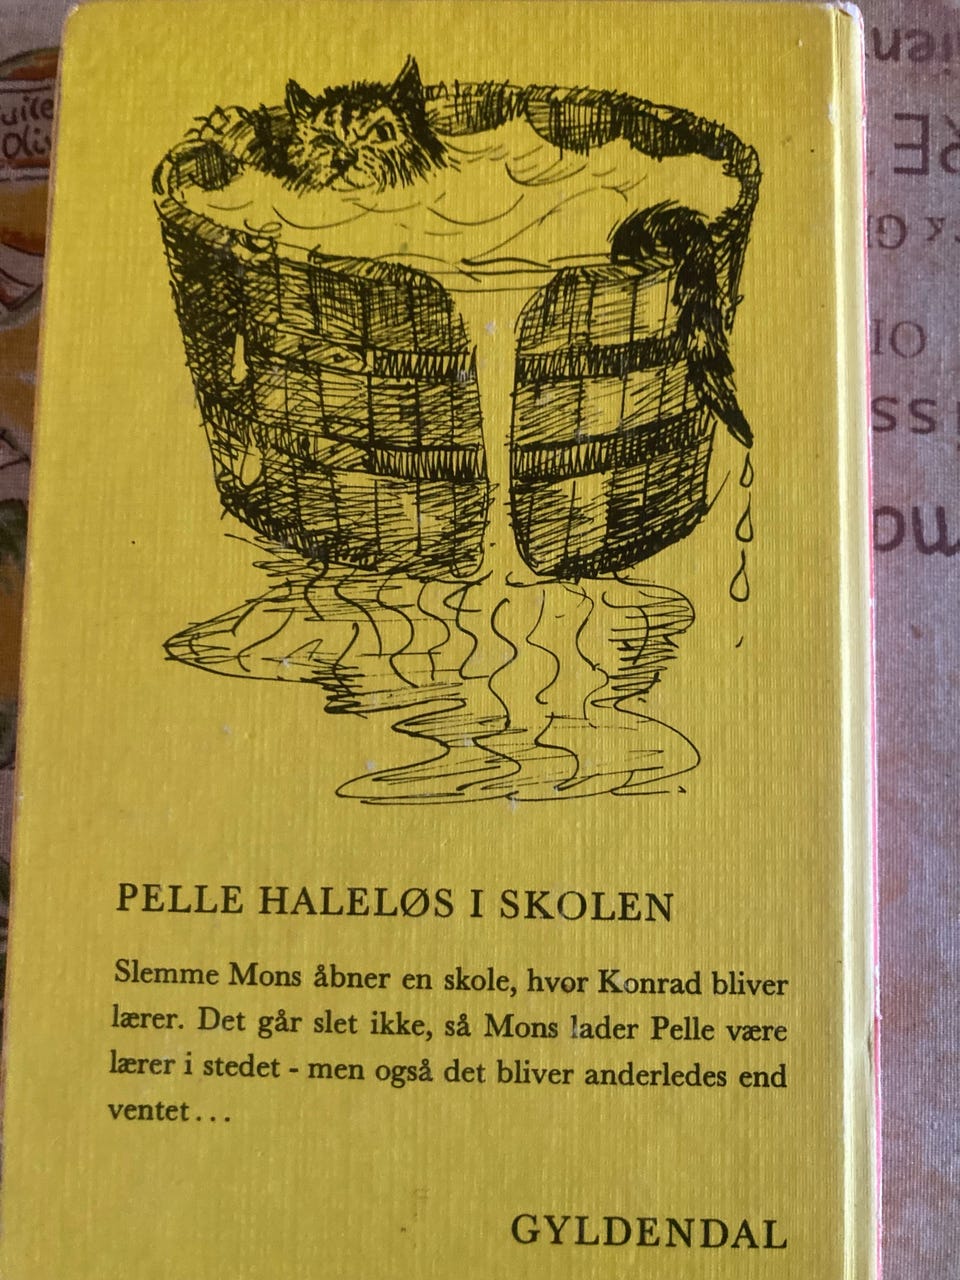 PELLE HALELØS I SKOLEN
Slemme Mons åbner en skole, hvor Konrad bliver
lærer. Det går slet ikke, så Mons lader Pelle være
lærer i stedet - men også det bliver anderledes end
ventet...
GYLDENDAL